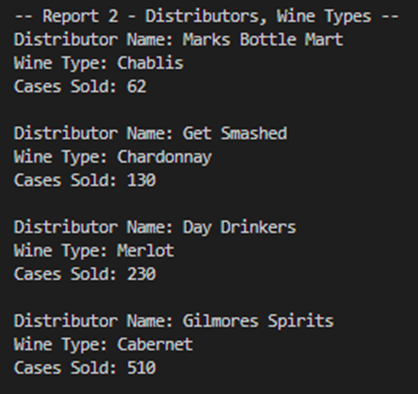 -- Report 2 - Distributors, Wine Types --
Distributor Name: Marks Bottle Mart
Wine Type: Chablis
Cases Sold: 62
Distributor Name: Get Smashed
Wine Type: Chardonnay
Cases Sold: 130
Distributor Name: Day Drinkers
Wine Type: Merlot
Cases Sold: 230
Distributor Name: Gilmores Spirits
Wine Type: Cabernet
Cases Sold: 510